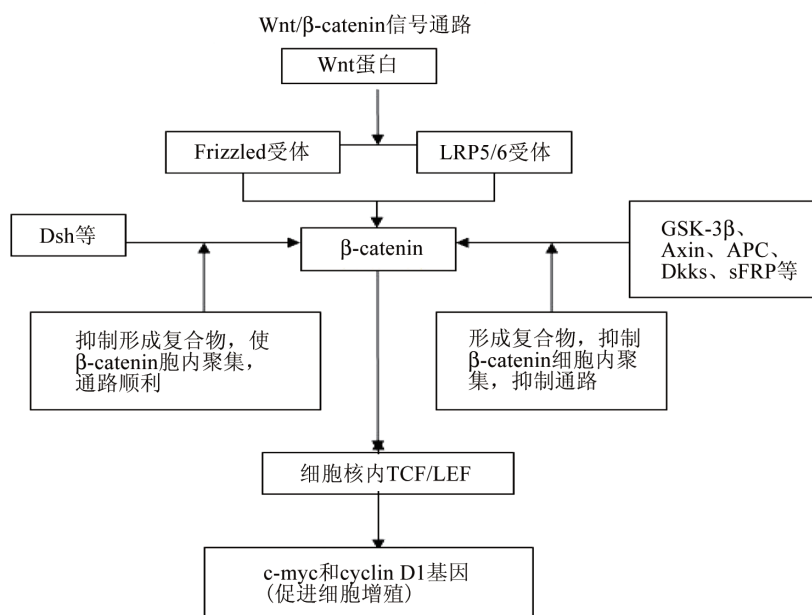 Wnt/β-catenin信号通路
Wnt蛋白
Frizzled受体
LRP5/6受体
Dsh等
β-catenin
GSK-3β、
Axin、APC、
Dkks、sFRP等
抑制形成复合物，使
β-catenin胞内聚集，
通路顺利
形成复合物，抑制
β-catenin细胞内聚
集，抑制通路
细胞核内TCF/LEF
c-myc和cyclin D1基因
(促进细胞增殖)